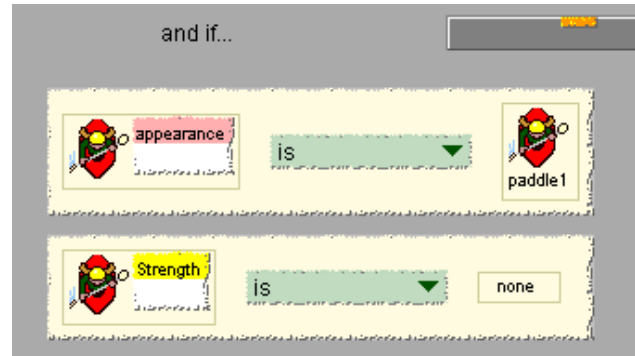 and if...
appearance
is
paddle1
Strength
is
none